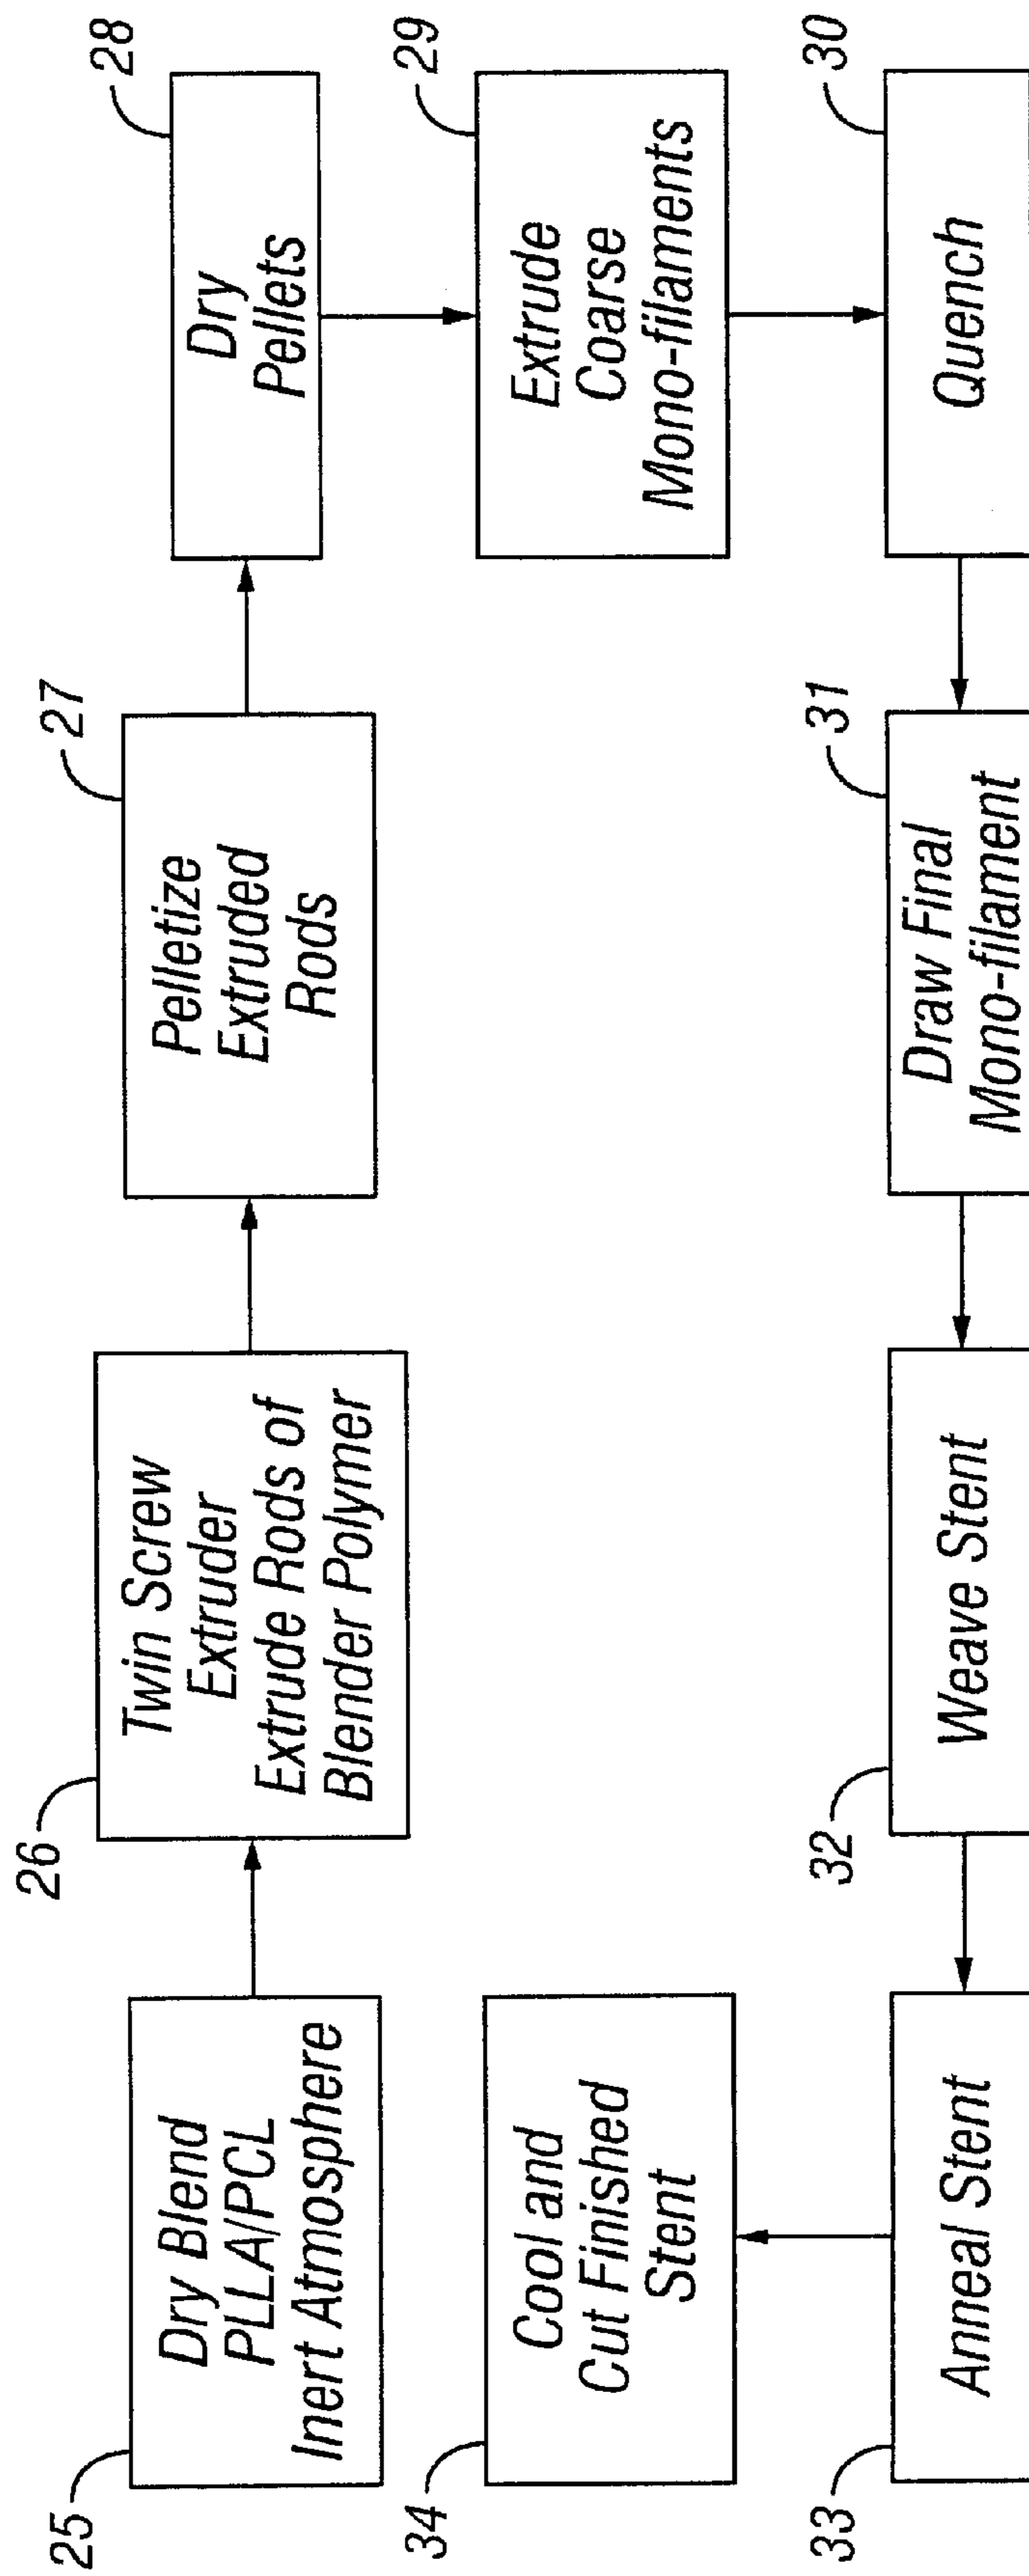 25
Dry Blend
PLLA/PCL
Inert Atmosphere
26
Twin Screw
Extruder
Extrude Rods of
Blender Polymer
27
Pelletize
Extruded
Rods
28
Dry
Pellets
29
Extrude
Coarse
Mono-filaments
30
Quench
31
Draw Final
Mono-filament
32
Weave Stent
33
Anneal Stent
34
Cool and
Cut Finished
Stent